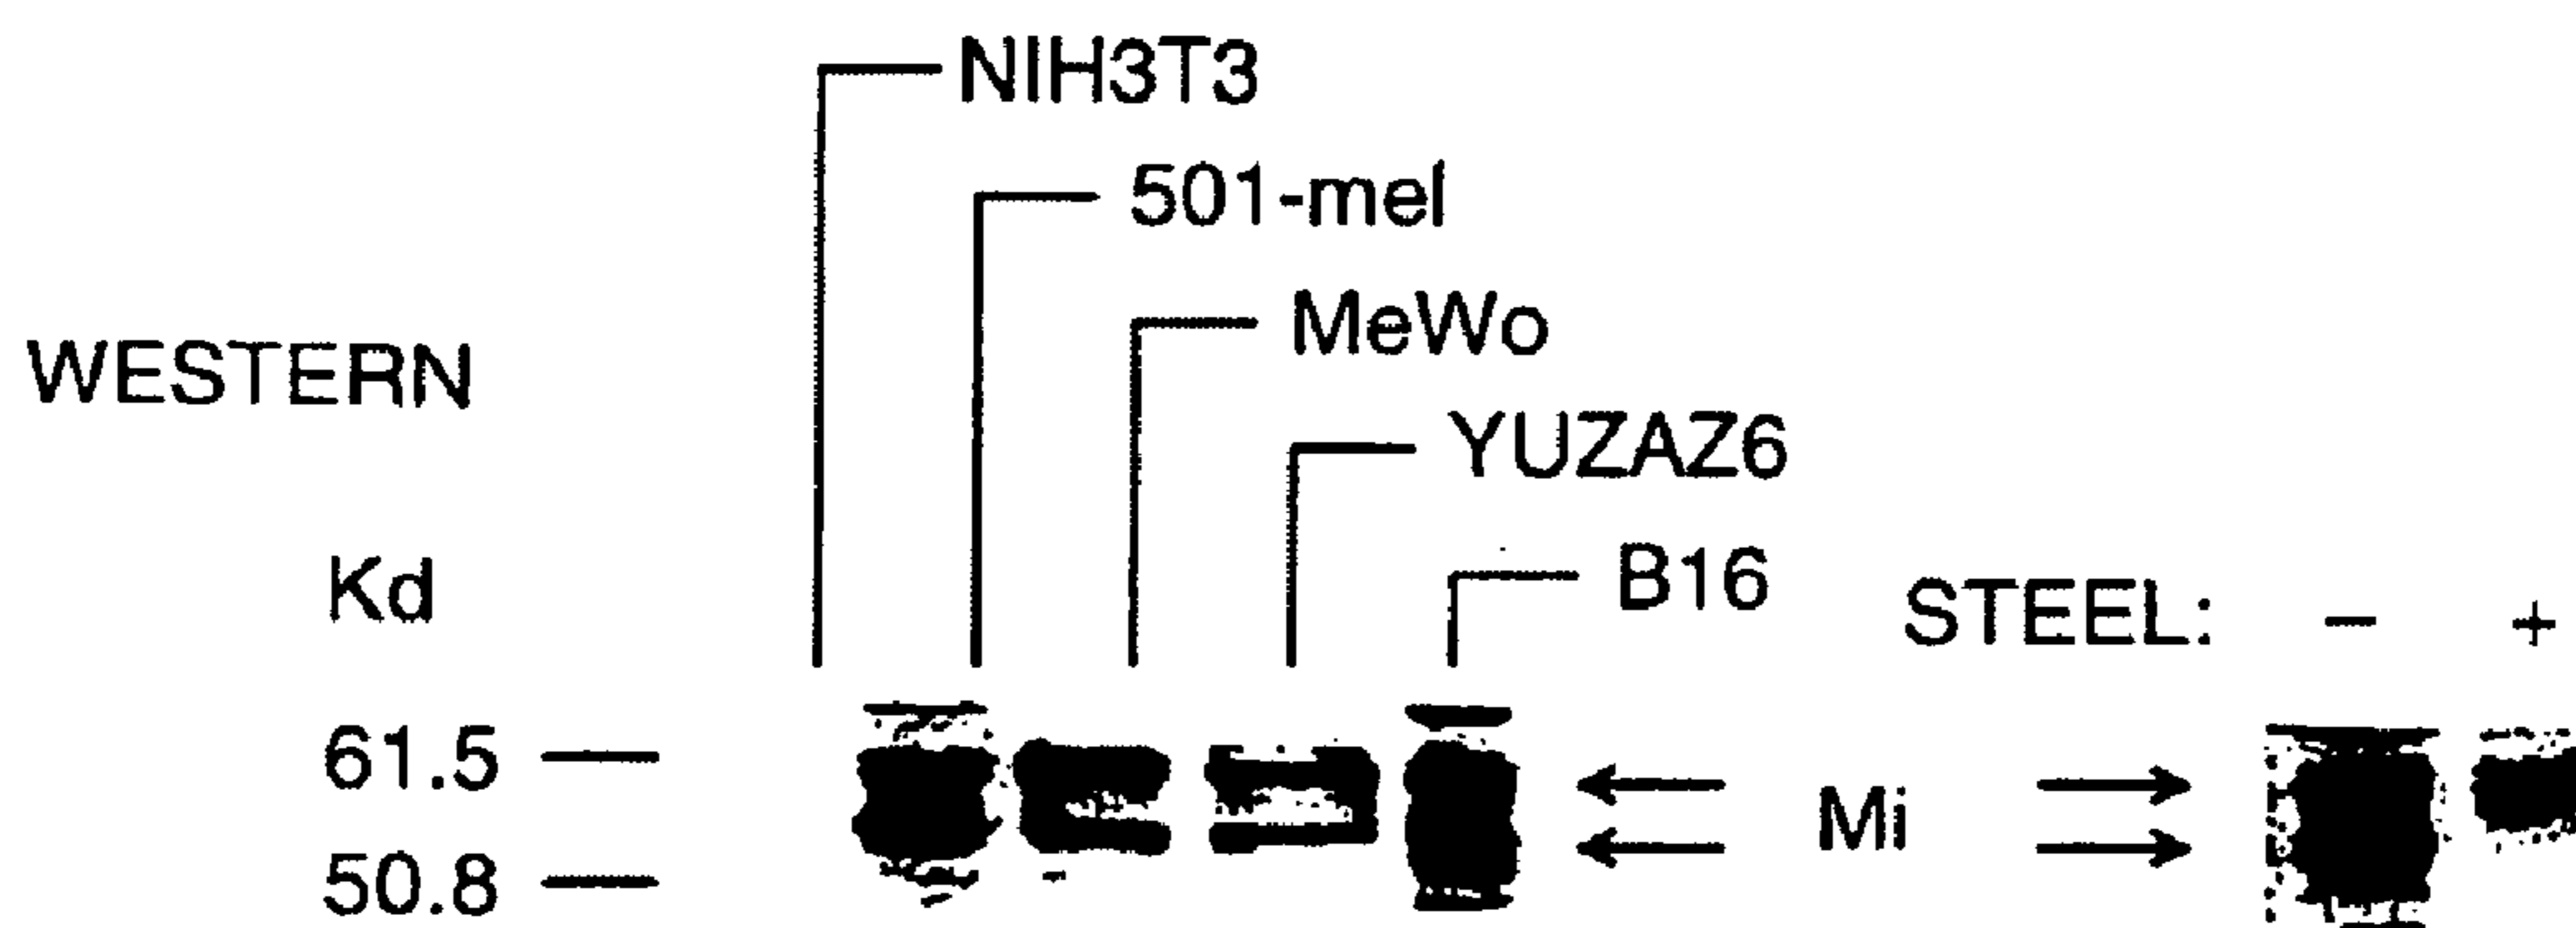 NIH3T3
501-mel
MeWo
WESTERN
YUZAZ6
Kd
B16
STEEL: − +
61.5
Mi
50.8